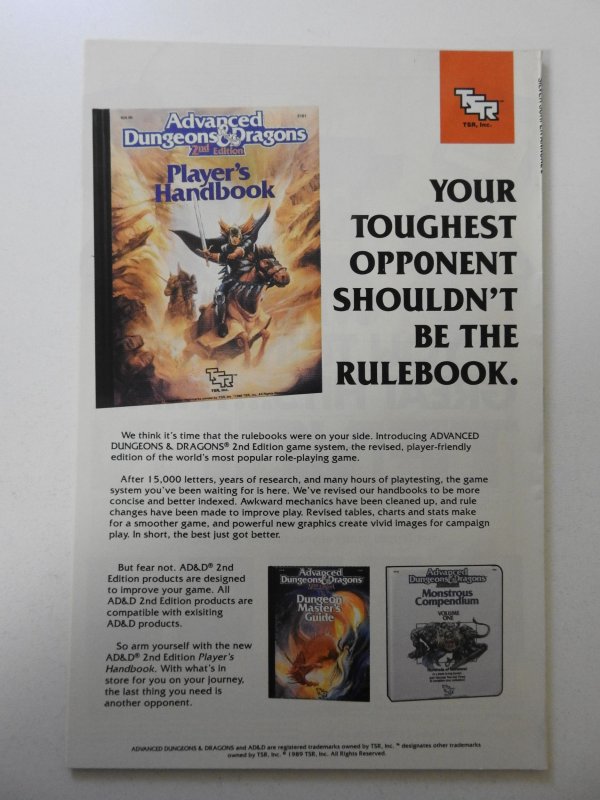 TSR
TSR, Inc.
Advanced
Dungeons & Dragons
2nd Edition
Player's
Handbook
TSR
TSR, Inc.
YOUR
TOUGHEST
OPPONENT
SHOULDN'T
BE THE
RULEBOOK.
We think it's time that the rulebooks were on your side. Introducing ADVANCED
DUNGEONS & DRAGONS® 2nd Edition game system, the revised, player-friendly
edition of the world's most popular role-playing game.
After 15,000 letters, years of research, and many hours of playtesting, the game
system you've been waiting for is here. We've revised our handbooks to be more
concise and better indexed. Awkward mechanics have been cleaned up, and rule
changes have been made to improve play. Revised tables, charts and stats make
for a smoother game, and powerful new graphics create vivid images for campaign
play. In short, the best just got better.
But fear not. AD&D® 2nd
Edition products are designed
to improve your game. All
AD&D 2nd Edition products are
compatible with exisiting
AD&D products.
So arm yourself with the new
AD&D® 2nd Edition Player's
Handbook. With what's in
store for you on your journey,
the last thing you need is
another opponent.
Advanced
Dungeons & Dragons
2nd Edition
Dungeon
Master's
Guide
Advanced
Dungeons & Dragons
2nd Edition
Monstrous
Compendium
VOLUME
ONE
ADVANCED DUNGEONS & DRAGONS and AD&D are registered trademarks owned by TSR, Inc. ™ designates other trademarks
owned by TSR, Inc. © 1989 TSR, Inc. All Rights Reserved.